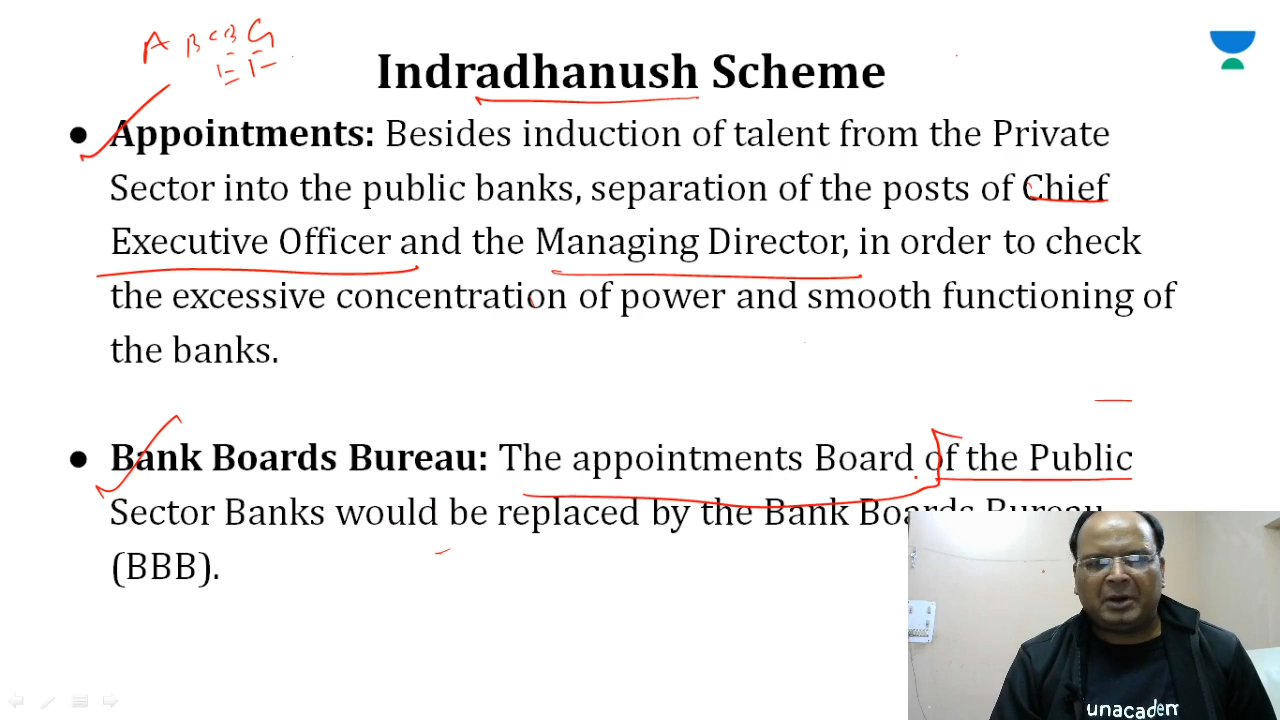 A B C B G
E F
Indradhanush Scheme
● Appointments: Besides induction of talent from the Private
Sector into the public banks, separation of the posts of Chief
Executive Officer and the Managing Director, in order to check
the excessive concentration of power and smooth functioning of
the banks.
● Bank Boards Bureau: The appointments Board of the Public
Sector Banks would be replaced by the Bank Boards Bureau
(BBB).
unacadem